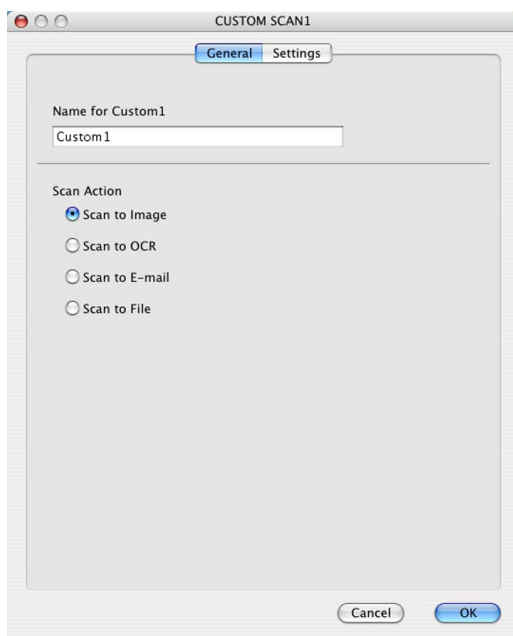 CUSTOM SCAN1
General Settings
Name for Custom1
Custom1
Scan Action
Scan to Image
Scan to OCR
Scan to E-mail
Scan to File
Cancel OK